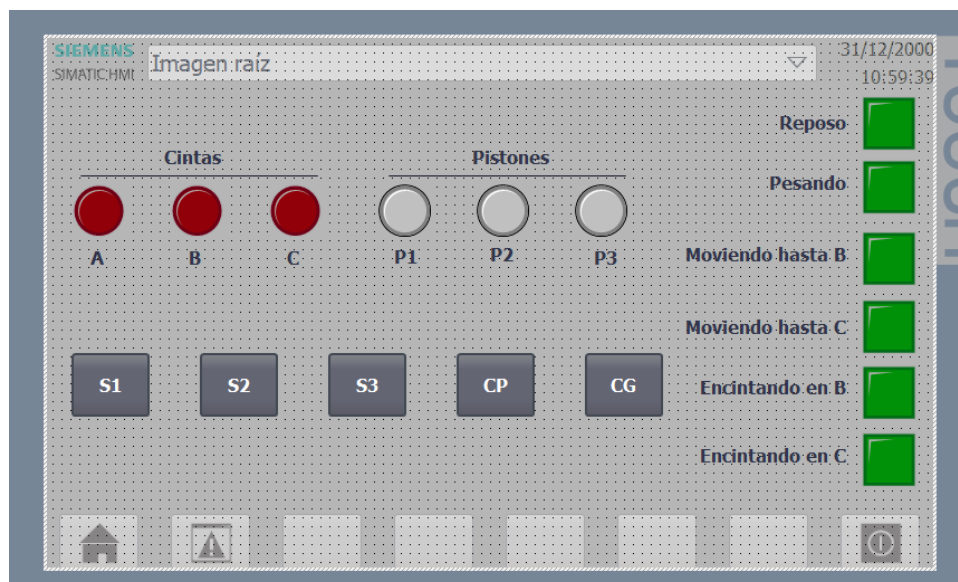 SIEMENS
SIMATIC HMI
Imagen raíz
31/12/2000
10:59:39
Reposo
Cintas
Pistones
Pesando
A
B
C
P1
P2
P3
Moviendo hasta B
Moviendo hasta C
S1
S2
S3
CP
CG
Encintando en B
Encintando en C